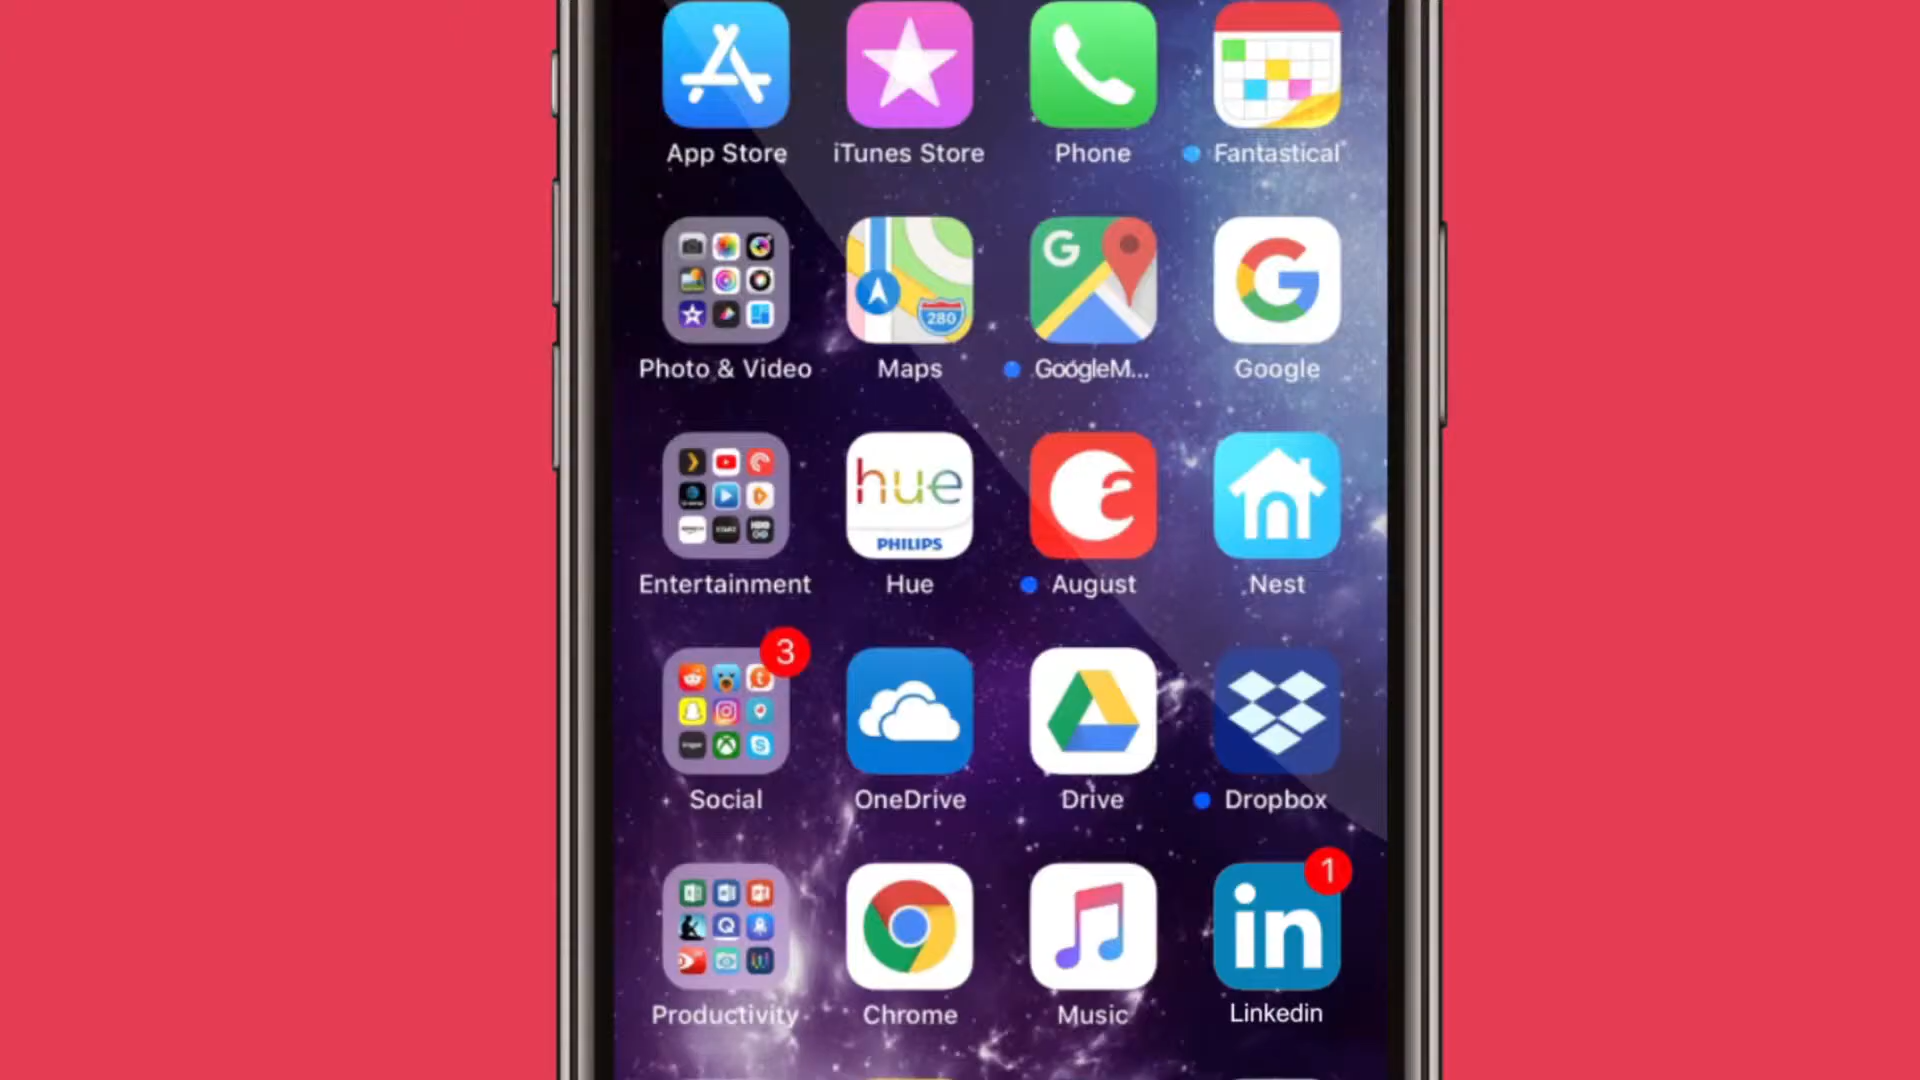 App Store
iTunes Store
Phone
Fantastical
280
Photo & Video
Maps
GoogleM...
Google
hue
PHILIPS
Entertainment
Hue
August
Nest
3
Social
OneDrive
Drive
Dropbox
1
in
Productivity
Chrome
Music
Linkedin